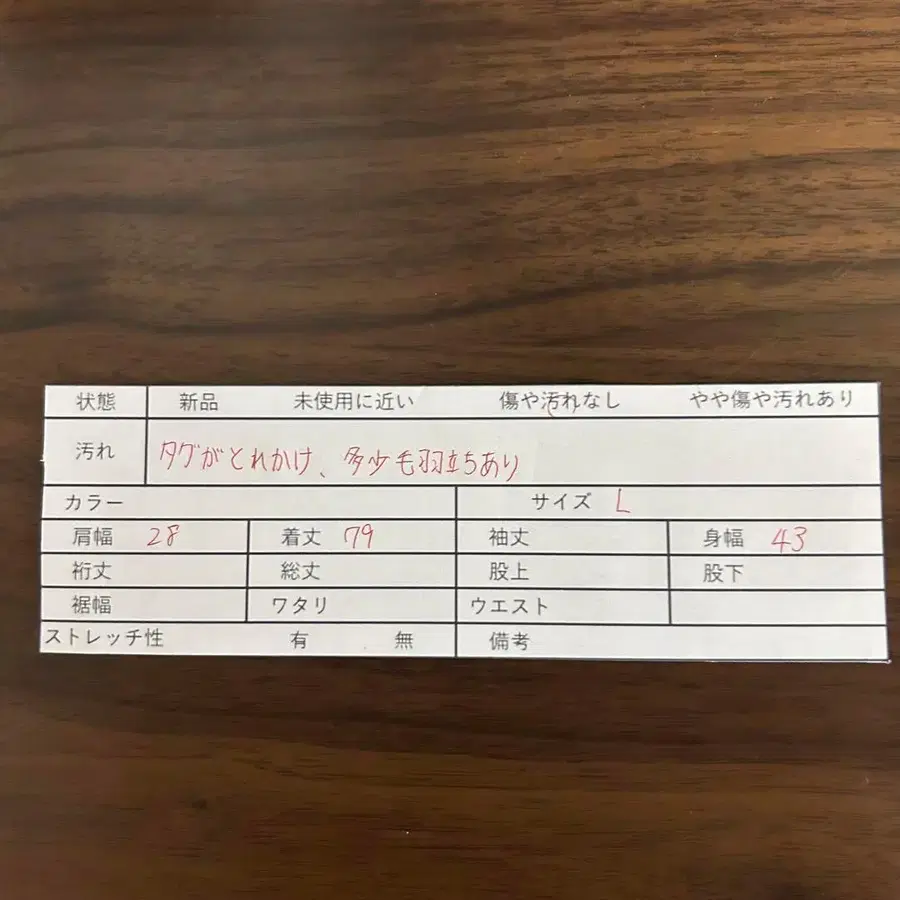 状態 新品 未使用に近い 傷や汚れなし やや傷や汚れあり
汚れ タグがとれかけ、多少毛羽立ちあり
カラー サイズ L
肩幅 28 着丈 79 袖丈 身幅 43
裄丈 総丈 股上 股下
裾幅 ワタリ ウエスト
ストレッチ性 有 無 備考